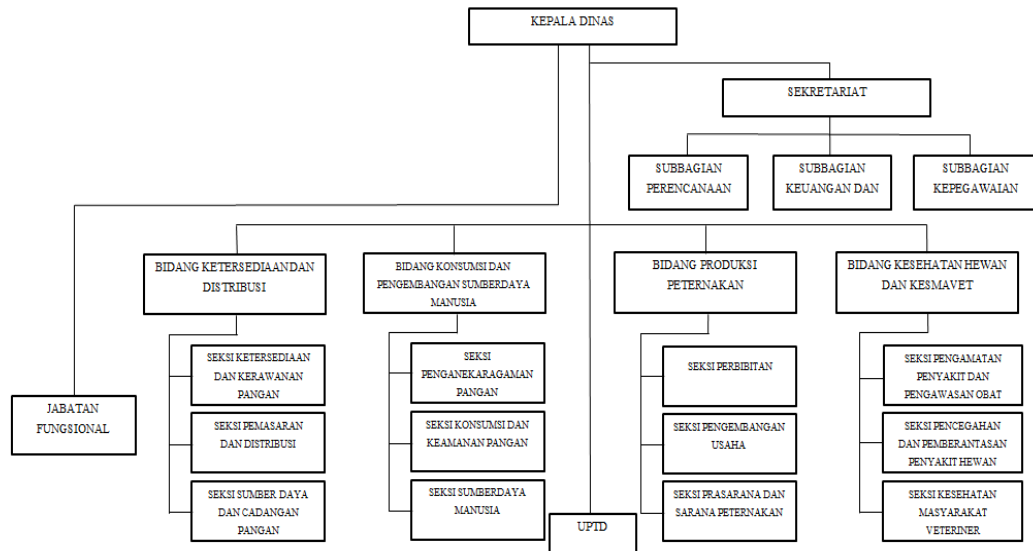 KEPALA DINAS
SEKRETARIAT
SUBBAGIAN
PERENCANAAN
SUBBAGIAN
KEUANGAN DAN
SUBBAGIAN
KEPEGAWAIAN
BIDANG KETERSEDIAAN DAN
DISTRIBUSI
BIDANG KONSUMSI DAN
PENGEMBANGAN SUMBERDAYA
MANUSIA
BIDANG PRODUKSI
PETERNAKAN
BIDANG KESEHATAN HEWAN
DAN KESMAVET
SEKSI KETERSEDIAAN
DAN KERAWANAN
PANGAN
SEKSI PEMASARAN
DAN DISTRIBUSI
SEKSI SUMBER DAYA
DAN CADANGAN
PANGAN
SEKSI
PENGANEKARAGAMAN
PANGAN
SEKSI KONSUMSI DAN
KEAMANAN PANGAN
SEKSI SUMBERDAYA
MANUSIA
SEKSI PERBIBITAN
SEKSI PENGEMBANGAN
USAHA
SEKSI PRASARANA DAN
SARANA PETERNAKAN
SEKSI PENGAMATAN
PENYAKIT DAN
PENGAWASAN OBAT
SEKSI PENCEGAHAN
DAN PEMBERANTASAN
PENYAKIT HEWAN
SEKSI KESEHATAN
MASYARAKAT
VETERINER
JABATAN
FUNGSIONAL
UPTD